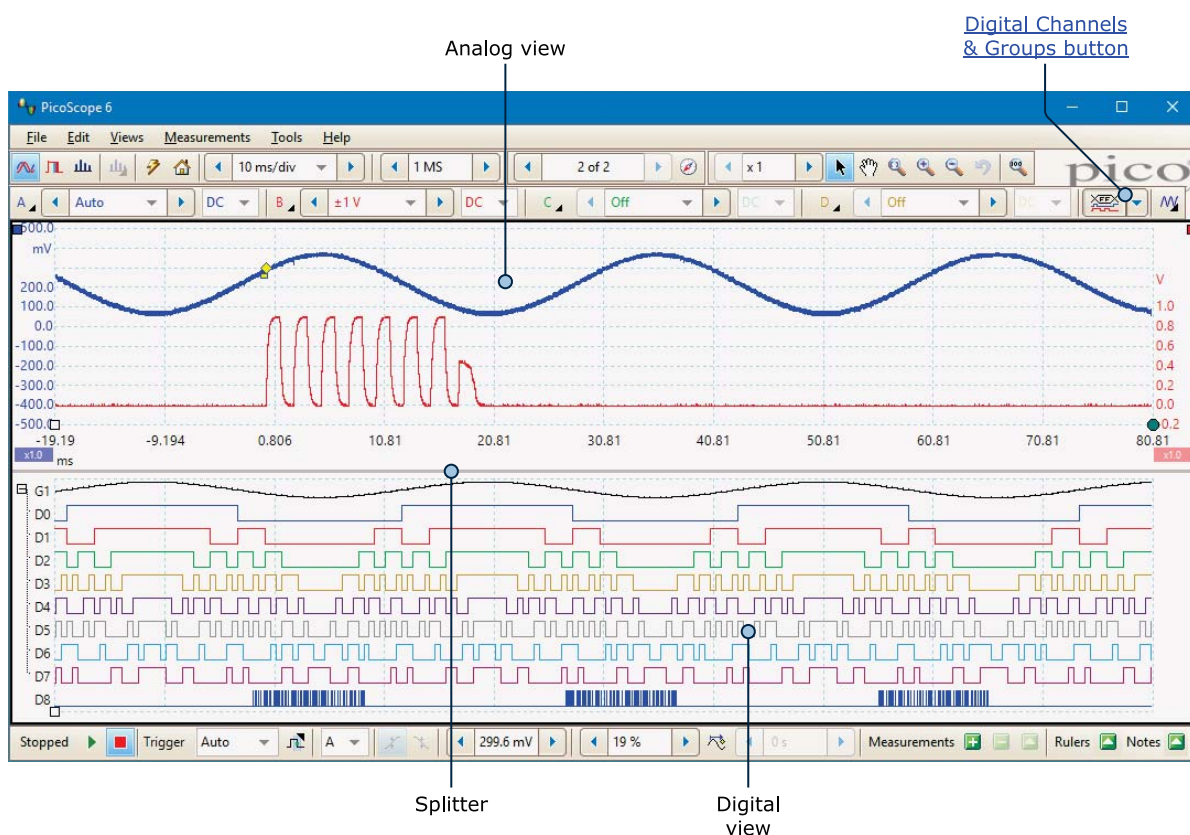 Digital Channels
& Groups button
Analog view
PicoScope 6
File Edit Views Measurements Tools Help
10 ms/div 1 MS 2 of 2 x 1
pico
A Auto DC B ±1 V DC C Off DC D Off DC
500.0
mV
200.0
100.0
0.0
-100.0
-200.0
-300.0
-400.0
-500.0
V
1.0
0.8
0.6
0.4
0.2
0.0
0.2
-19.19 -9.194 0.806 10.81 20.81 30.81 40.81 50.81 60.81 70.81 80.81
x1.0 ms x1.0
G1
D0
D1
D2
D3
D4
D5
D6
D7
D8
Stopped Trigger Auto A 299.6 mV 19 % 0 s Measurements Rulers Notes
Splitter
Digital
view